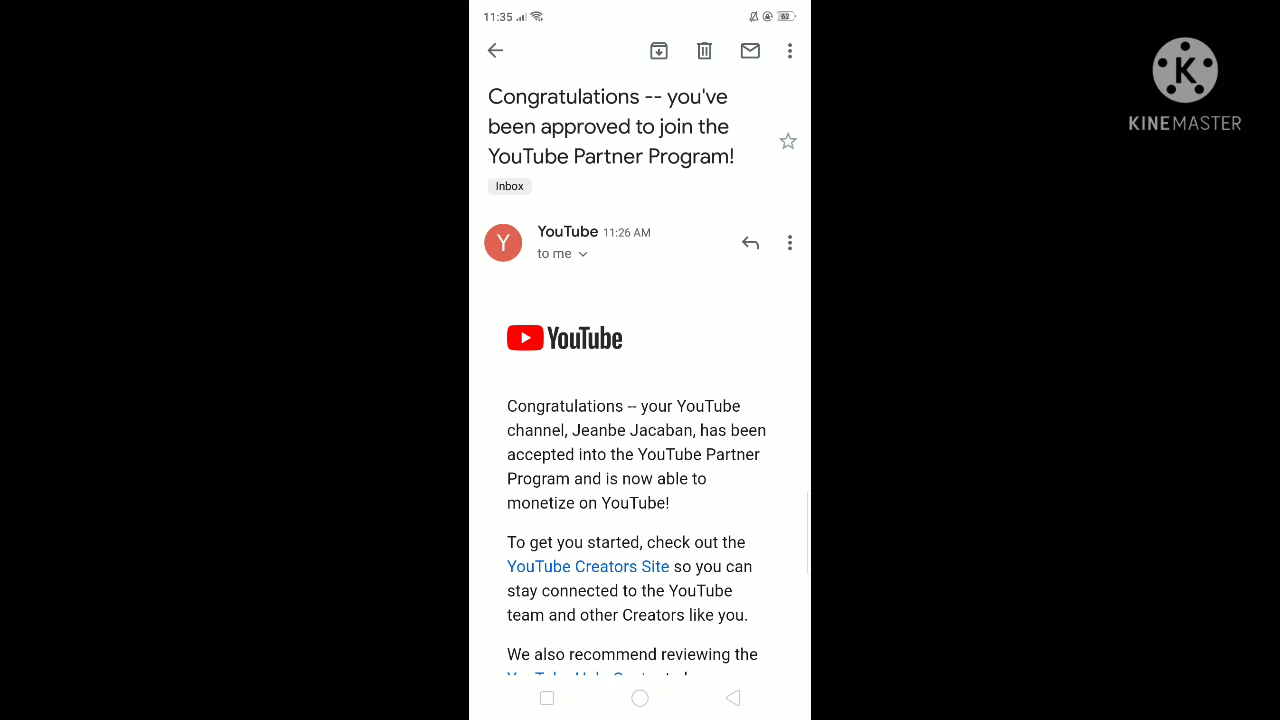 11:35
62
Congratulations -- you've
been approved to join the
YouTube Partner Program!
Inbox
Y
YouTube 11:26 AM
to me
YouTube
Congratulations -- your YouTube
channel, Jeanbe Jacaban, has been
accepted into the YouTube Partner
Program and is now able to
monetize on YouTube!
To get you started, check out the
YouTube Creators Site so you can
stay connected to the YouTube
team and other Creators like you.
We also recommend reviewing the
K
KINEMASTER